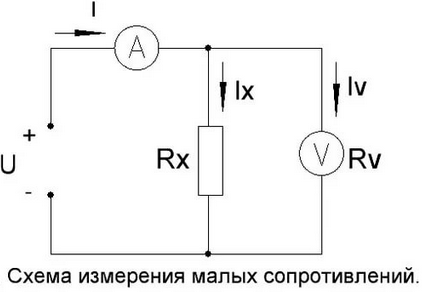 I
A
Ix
Iv
+
U
-
Rx
V
Rv
Схема измерения малых сопротивлений.